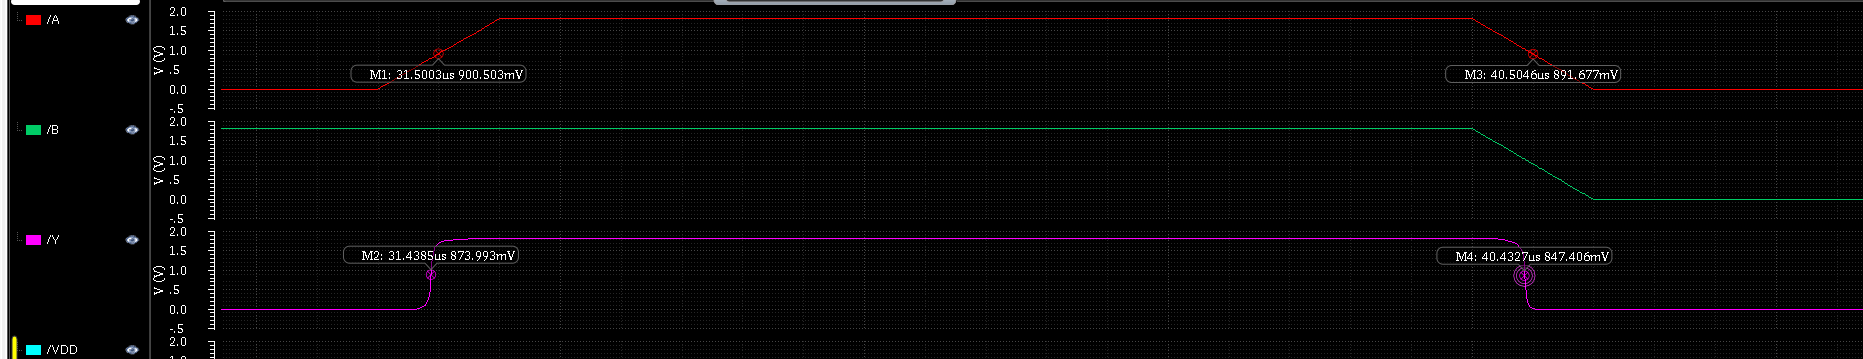 /A
2.0
1.5
1.0
.5
0.0
-.5
V (V)
M1: 31.5003us 900.503mV
M3: 40.5046us 891.677mV
/B
2.0
1.5
1.0
.5
0.0
-.5
V (V)
/Y
2.0
1.5
1.0
.5
0.0
-.5
V (V)
M2: 31.4385us 873.993mV
M4: 40.4327us 847.406mV
/VDD
2.0